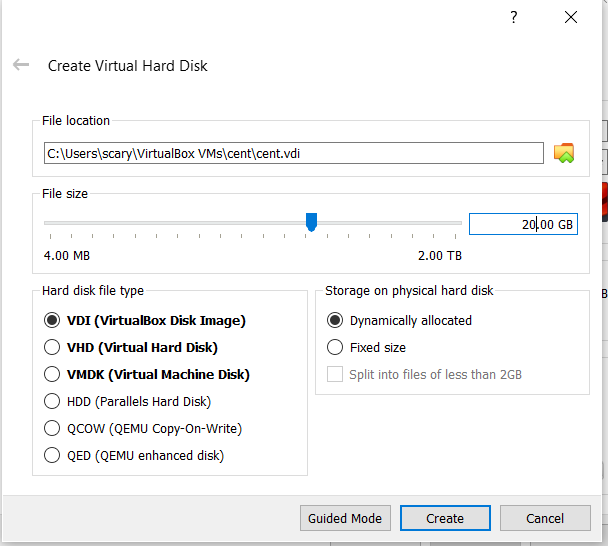 ?
Create Virtual Hard Disk
File location
C:\Users\scary\VirtualBox VMs\cent\cent.vdi
File size
20.00 GB
4.00 MB 2.00 TB
Hard disk file type
VDI (VirtualBox Disk Image)
VHD (Virtual Hard Disk)
VMDK (Virtual Machine Disk)
HDD (Parallels Hard Disk)
QCOW (QEMU Copy-On-Write)
QED (QEMU enhanced disk)
Storage on physical hard disk
Dynamically allocated
Fixed size
Split into files of less than 2GB
Guided Mode Create Cancel
B